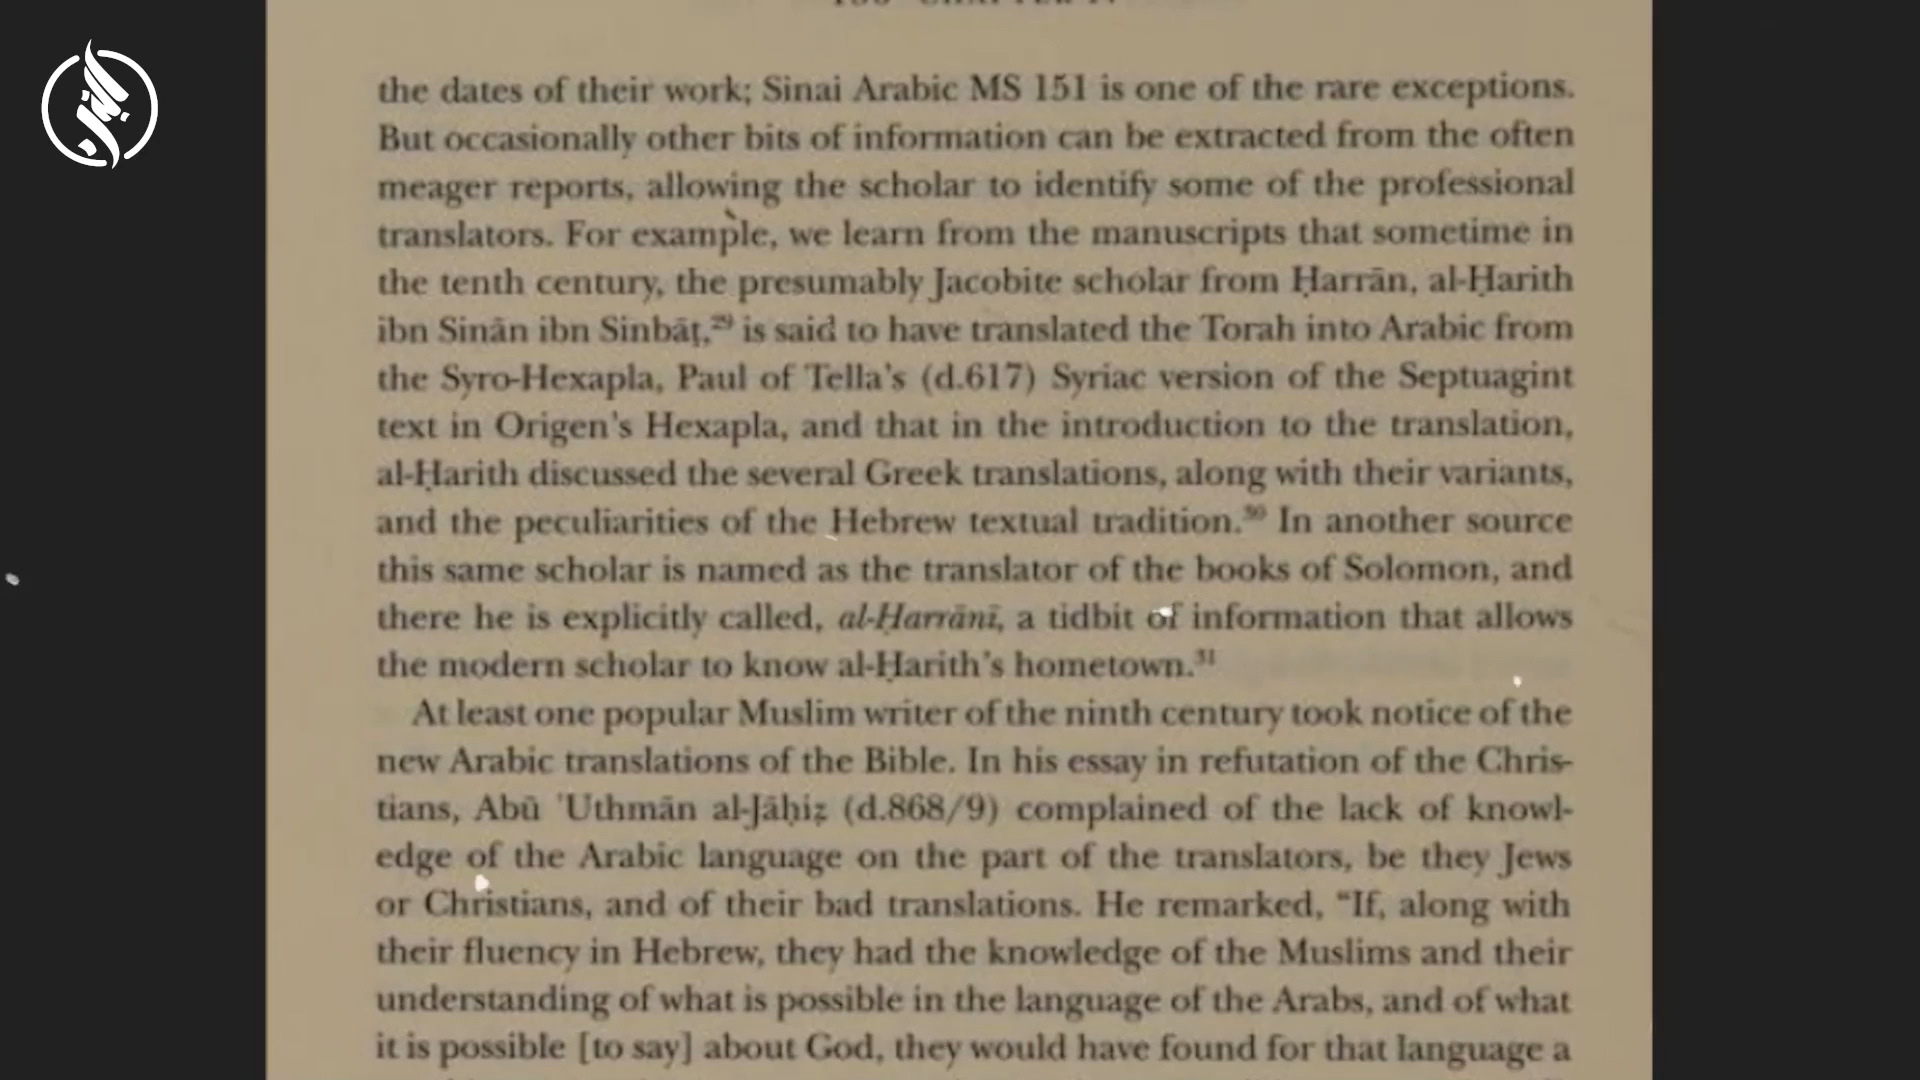 the dates of their work; Sinai Arabic MS 151 is one of the rare exceptions.
But occasionally other bits of information can be extracted from the often
meager reports, allowing the scholar to identify some of the professional
translators. For example, we learn from the manuscripts that sometime in
the tenth century, the presumably Jacobite scholar from Ḥarrān, al-Ḥarith
ibn Sinān ibn Sinbāṭ,²⁹ is said to have translated the Torah into Arabic from
the Syro-Hexapla, Paul of Tella's (d.617) Syriac version of the Septuagint
text in Origen's Hexapla, and that in the introduction to the translation,
al-Ḥarith discussed the several Greek translations, along with their variants,
and the peculiarities of the Hebrew textual tradition.³⁰ In another source
this same scholar is named as the translator of the books of Solomon, and
there he is explicitly called, al-Ḥarrānī, a tidbit of information that allows
the modern scholar to know al-Ḥarith's hometown.³¹
At least one popular Muslim writer of the ninth century took notice of the
new Arabic translations of the Bible. In his essay in refutation of the Chris-
tians, Abū ʿUthmān al-Jāḥiẓ (d.868/9) complained of the lack of knowl-
edge of the Arabic language on the part of the translators, be they Jews
or Christians, and of their bad translations. He remarked, “If, along with
their fluency in Hebrew, they had the knowledge of the Muslims and their
understanding of what is possible in the language of the Arabs, and of what
it is possible [to say] about God, they would have found for that language a